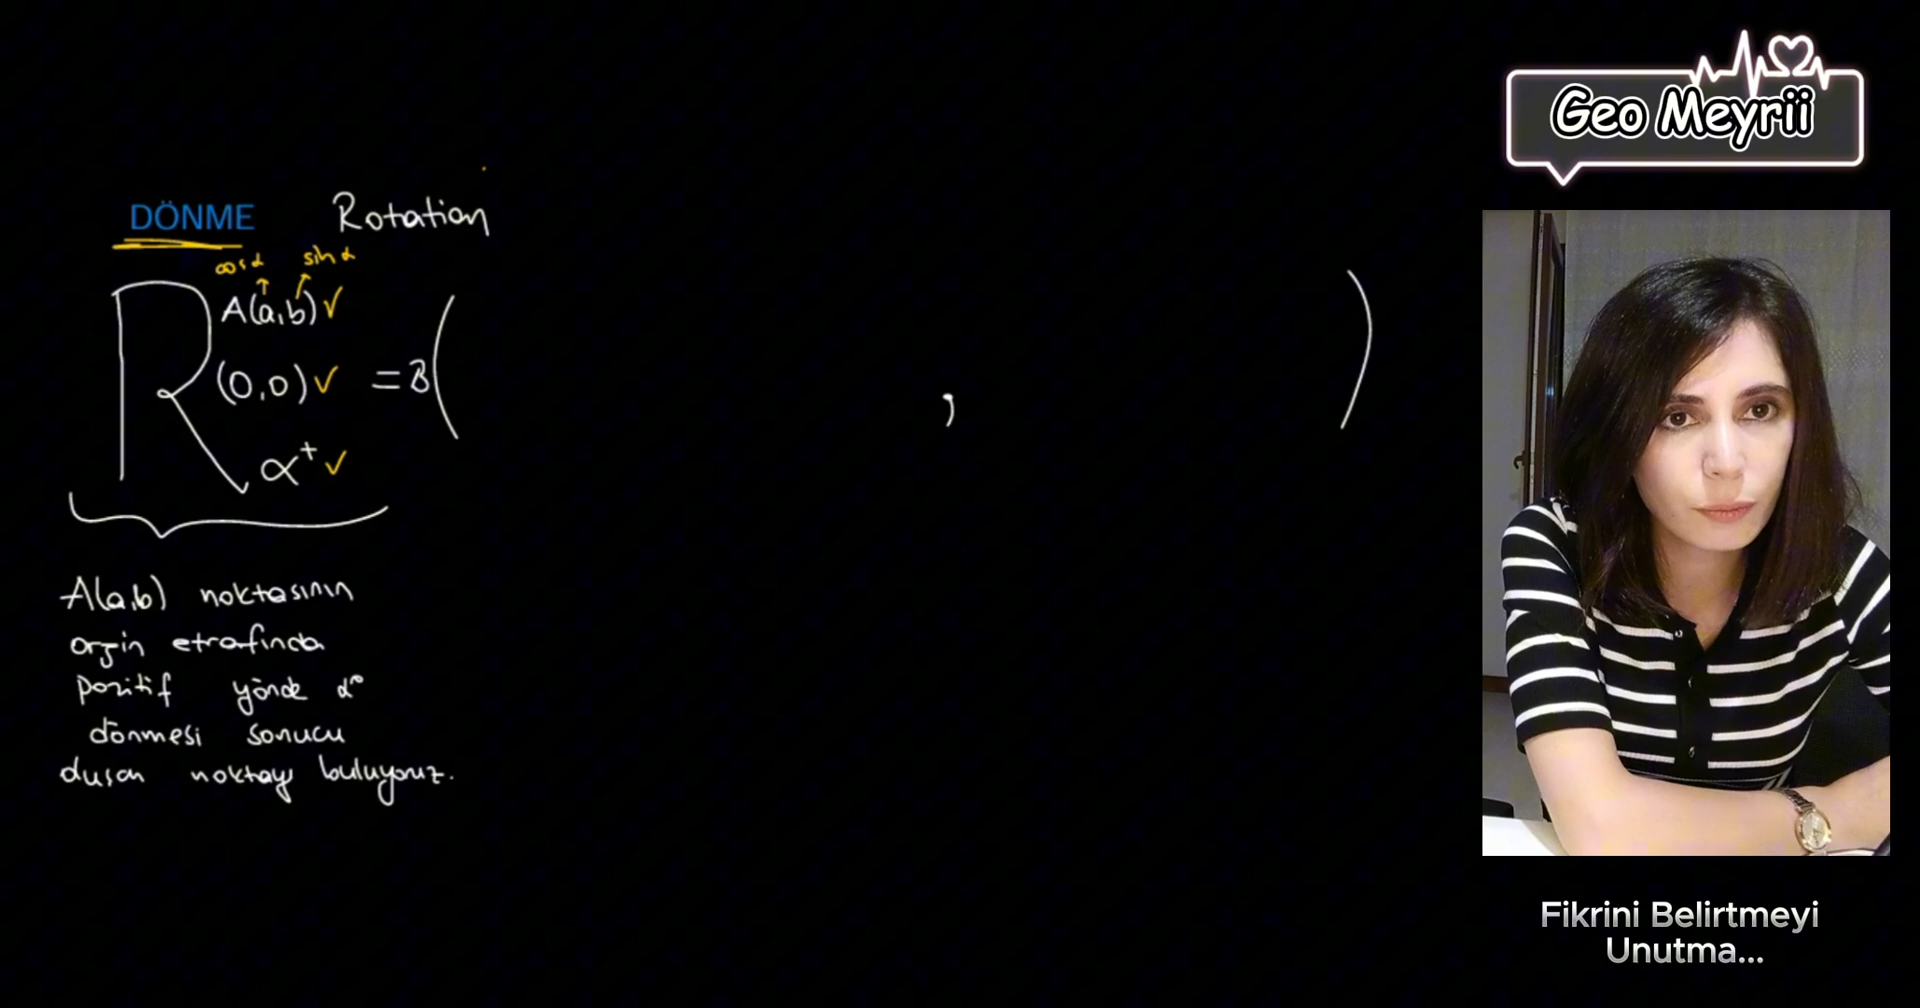 Geo Meyrii
DÖNME Rotation
cos α sin α
R A(a,b) ✓
(0,0) ✓ = B( , )
α⁺ ✓
A(a,b) noktasının
orjin etrafında
pozitif yönde α°
dönmesi sonucu
düşen noktayı buluyoruz.
Fikrini Belirtmeyi
Unutma...